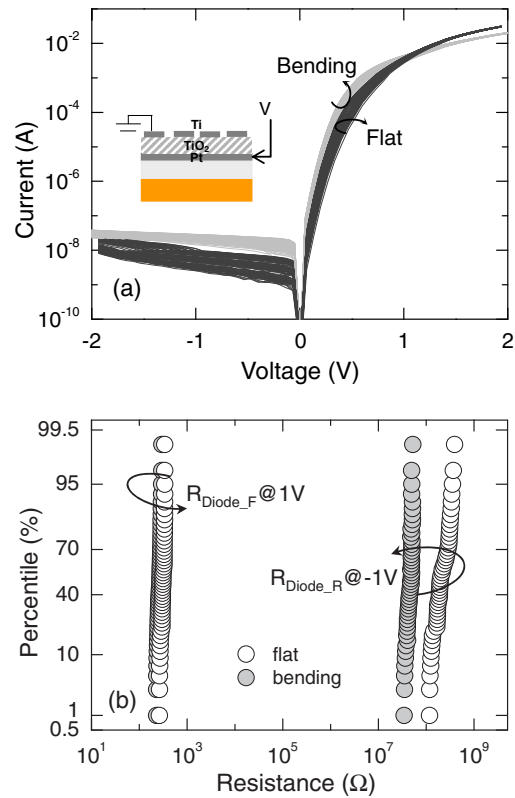 10⁻²
10⁻⁴
10⁻⁶
10⁻⁸
10⁻¹⁰
Current (A)
Bending
Flat
Ti
TiO₂
Pt
V
(a)
-2
-1
0
1
2
Voltage (V)
99.5
95
70
40
10
1
0.5
Percentile (%)
R_Diode_F@1V
R_Diode_R@-1V
flat
bending
(b)
10¹
10³
10⁵
10⁷
10⁹
Resistance (Ω)